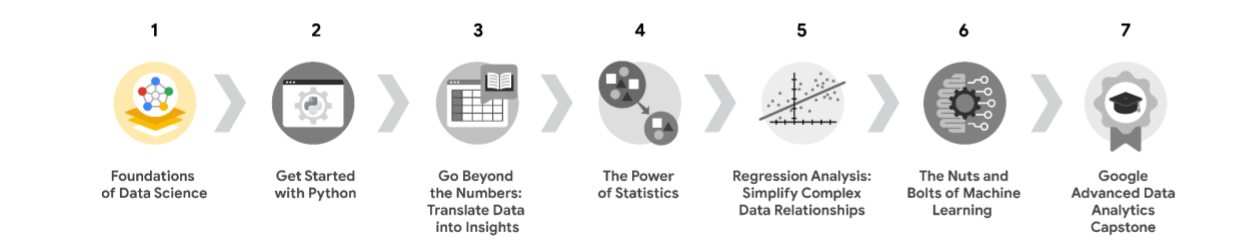 1
Foundations
of Data Science
2
Get Started
with Python
3
Go Beyond
the Numbers:
Translate Data
into Insights
4
The Power
of Statistics
5
Regression Analysis:
Simplify Complex
Data Relationships
6
The Nuts and
Bolts of Machine
Learning
7
Google
Advanced Data
Analytics
Capstone